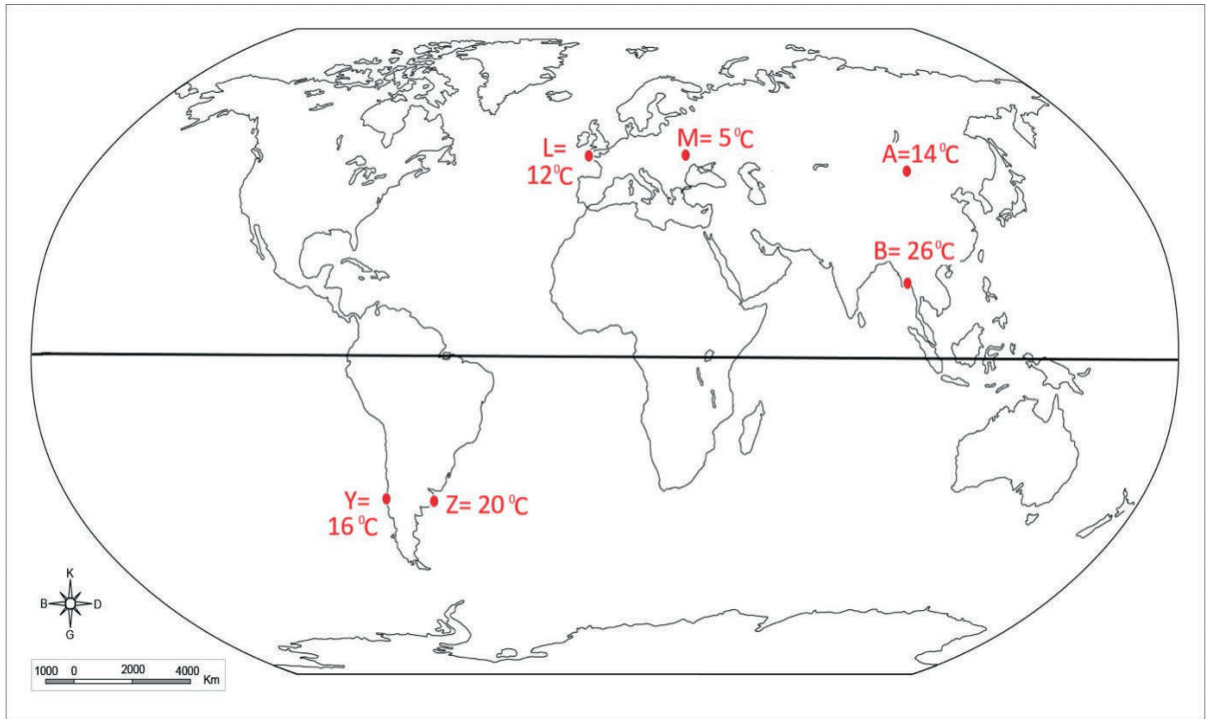 M= 5⁰C
L=
12⁰C
A=14⁰C
B= 26⁰C
Y=
16⁰C
Z= 20⁰C
K
B D
G
1000 0 2000 4000
Km